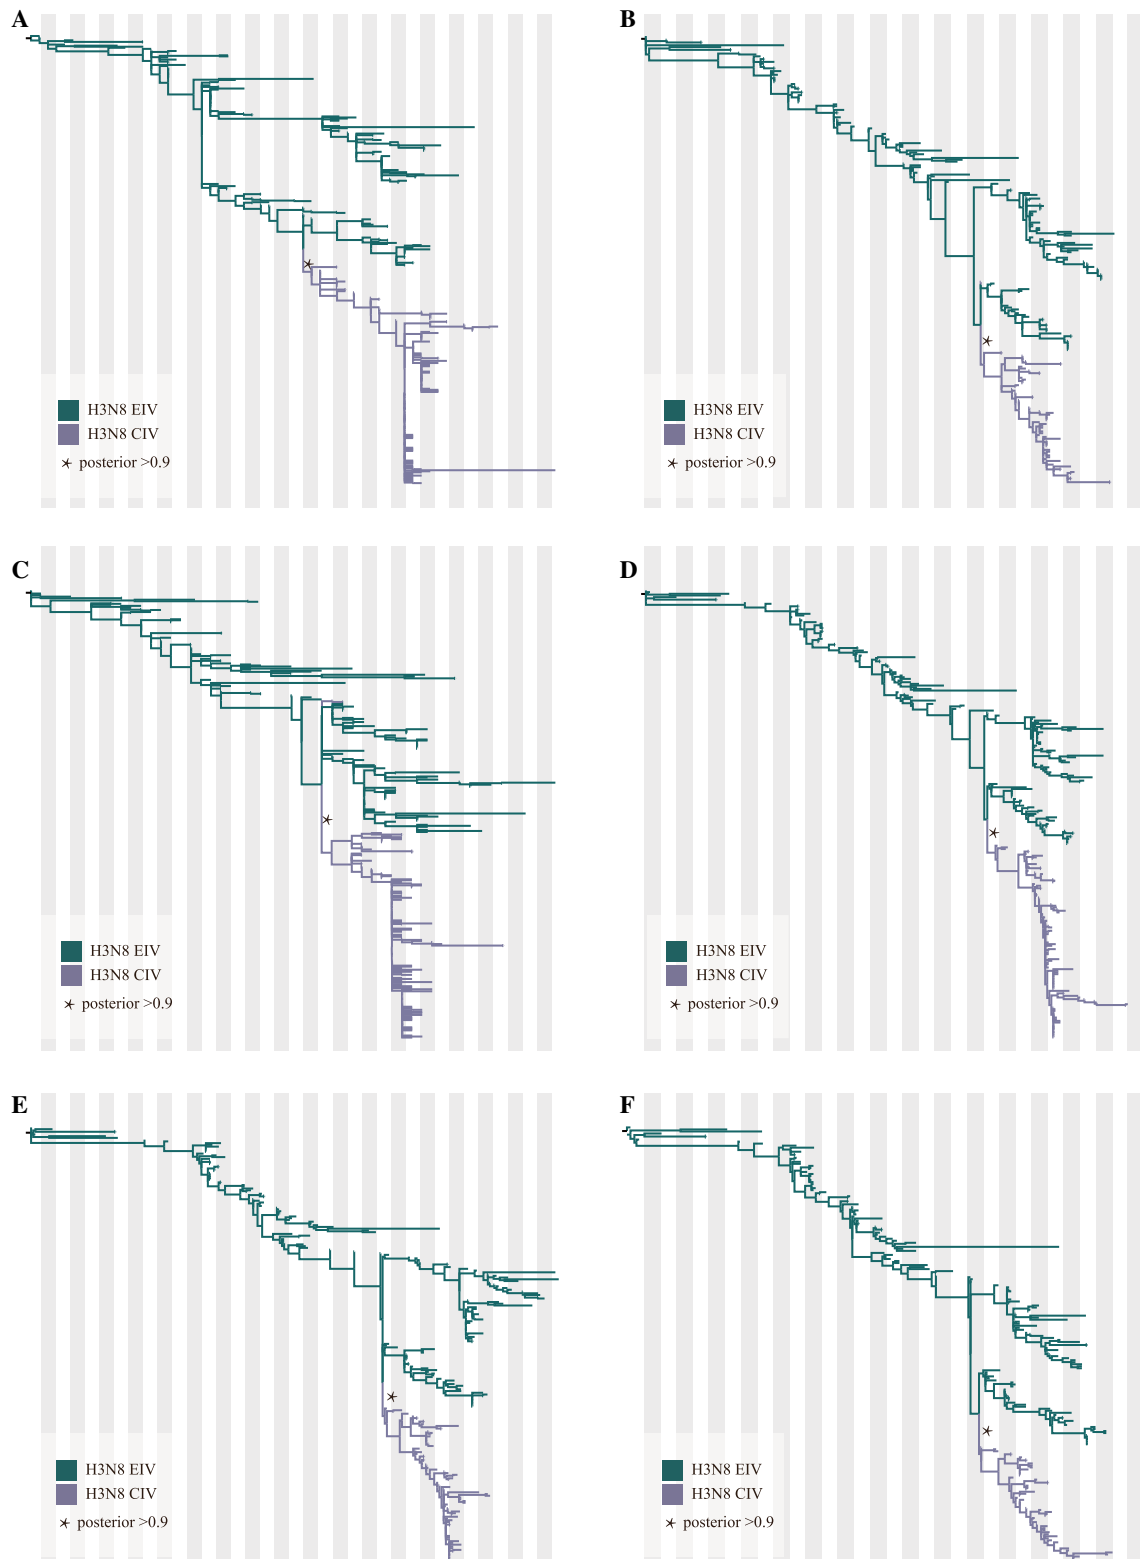 A
B
H3N8 EIV
H3N8 CIV
posterior >0.9
H3N8 EIV
H3N8 CIV
posterior >0.9
C
D
H3N8 EIV
H3N8 CIV
posterior >0.9
H3N8 EIV
H3N8 CIV
posterior >0.9
E
F
H3N8 EIV
H3N8 CIV
posterior >0.9
H3N8 EIV
H3N8 CIV
posterior >0.9